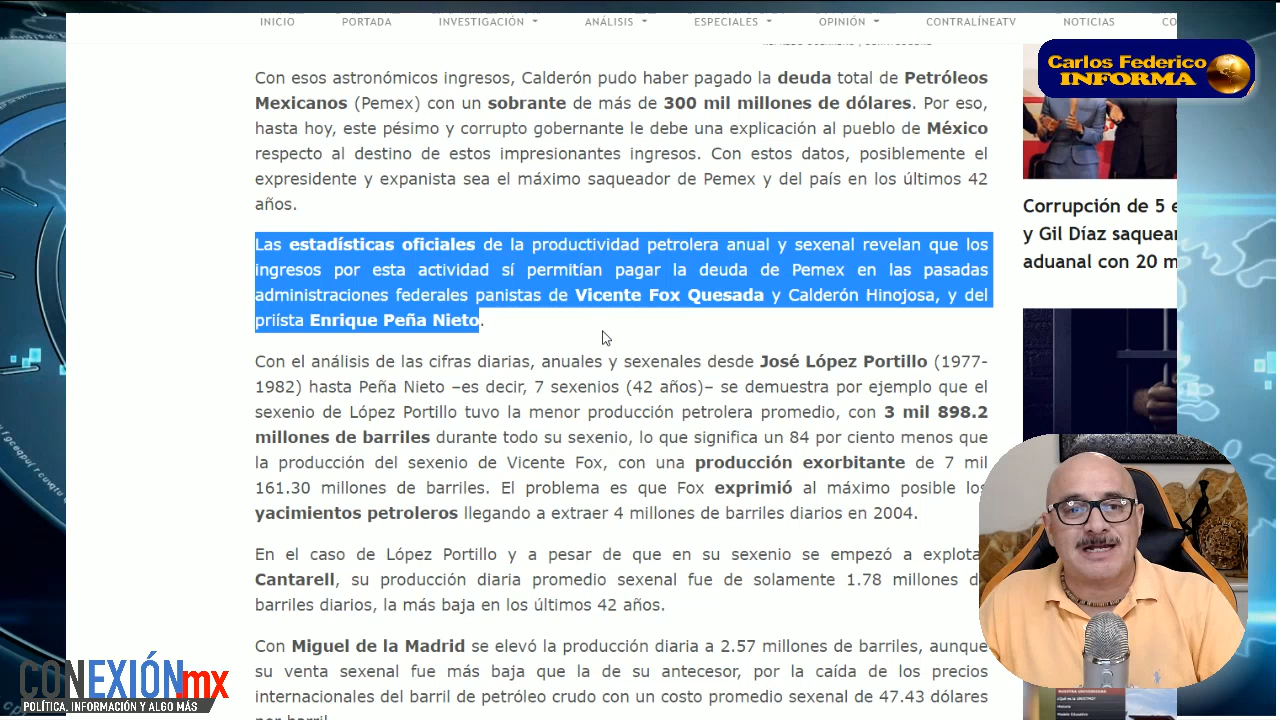 INICIO PORTADA INVESTIGACIÓN ANÁLISIS ESPECIALES OPINIÓN CONTRALÍNEATV NOTICIAS CO
Carlos Federico
INFORMA
Con esos astronómicos ingresos, Calderón pudo haber pagado la deuda total de Petróleos
Mexicanos (Pemex) con un sobrante de más de 300 mil millones de dólares. Por eso,
hasta hoy, este pésimo y corrupto gobernante le debe una explicación al pueblo de México
respecto al destino de estos impresionantes ingresos. Con estos datos, posiblemente el
expresidente y expanista sea el máximo saqueador de Pemex y del país en los últimos 42
años.
Las estadísticas oficiales de la productividad petrolera anual y sexenal revelan que los
ingresos por esta actividad sí permitían pagar la deuda de Pemex en las pasadas
administraciones federales panistas de Vicente Fox Quesada y Calderón Hinojosa, y del
priísta Enrique Peña Nieto.
Con el análisis de las cifras diarias, anuales y sexenales desde José López Portillo (1977-
1982) hasta Peña Nieto –es decir, 7 sexenios (42 años)– se demuestra por ejemplo que el
sexenio de López Portillo tuvo la menor producción petrolera promedio, con 3 mil 898.2
millones de barriles durante todo su sexenio, lo que significa un 84 por ciento menos que
la producción del sexenio de Vicente Fox, con una producción exorbitante de 7 mil
161.30 millones de barriles. El problema es que Fox exprimió al máximo posible los
yacimientos petroleros llegando a extraer 4 millones de barriles diarios en 2004.
En el caso de López Portillo y a pesar de que en su sexenio se empezó a explota
Cantarell, su producción diaria promedio sexenal fue de solamente 1.78 millones d
barriles diarios, la más baja en los últimos 42 años.
Con Miguel de la Madrid se elevó la producción diaria a 2.57 millones de barriles, aunque
su venta sexenal fue más baja que la de su antecesor, por la caída de los precios
internacionales del barril de petróleo crudo con un costo promedio sexenal de 47.43 dólares
por barril
Corrupción de 5 e
y Gil Díaz saquear
aduanal con 20 m
CONEXIÓNmx
POLÍTICA, INFORMACIÓN Y ALGO MÁS